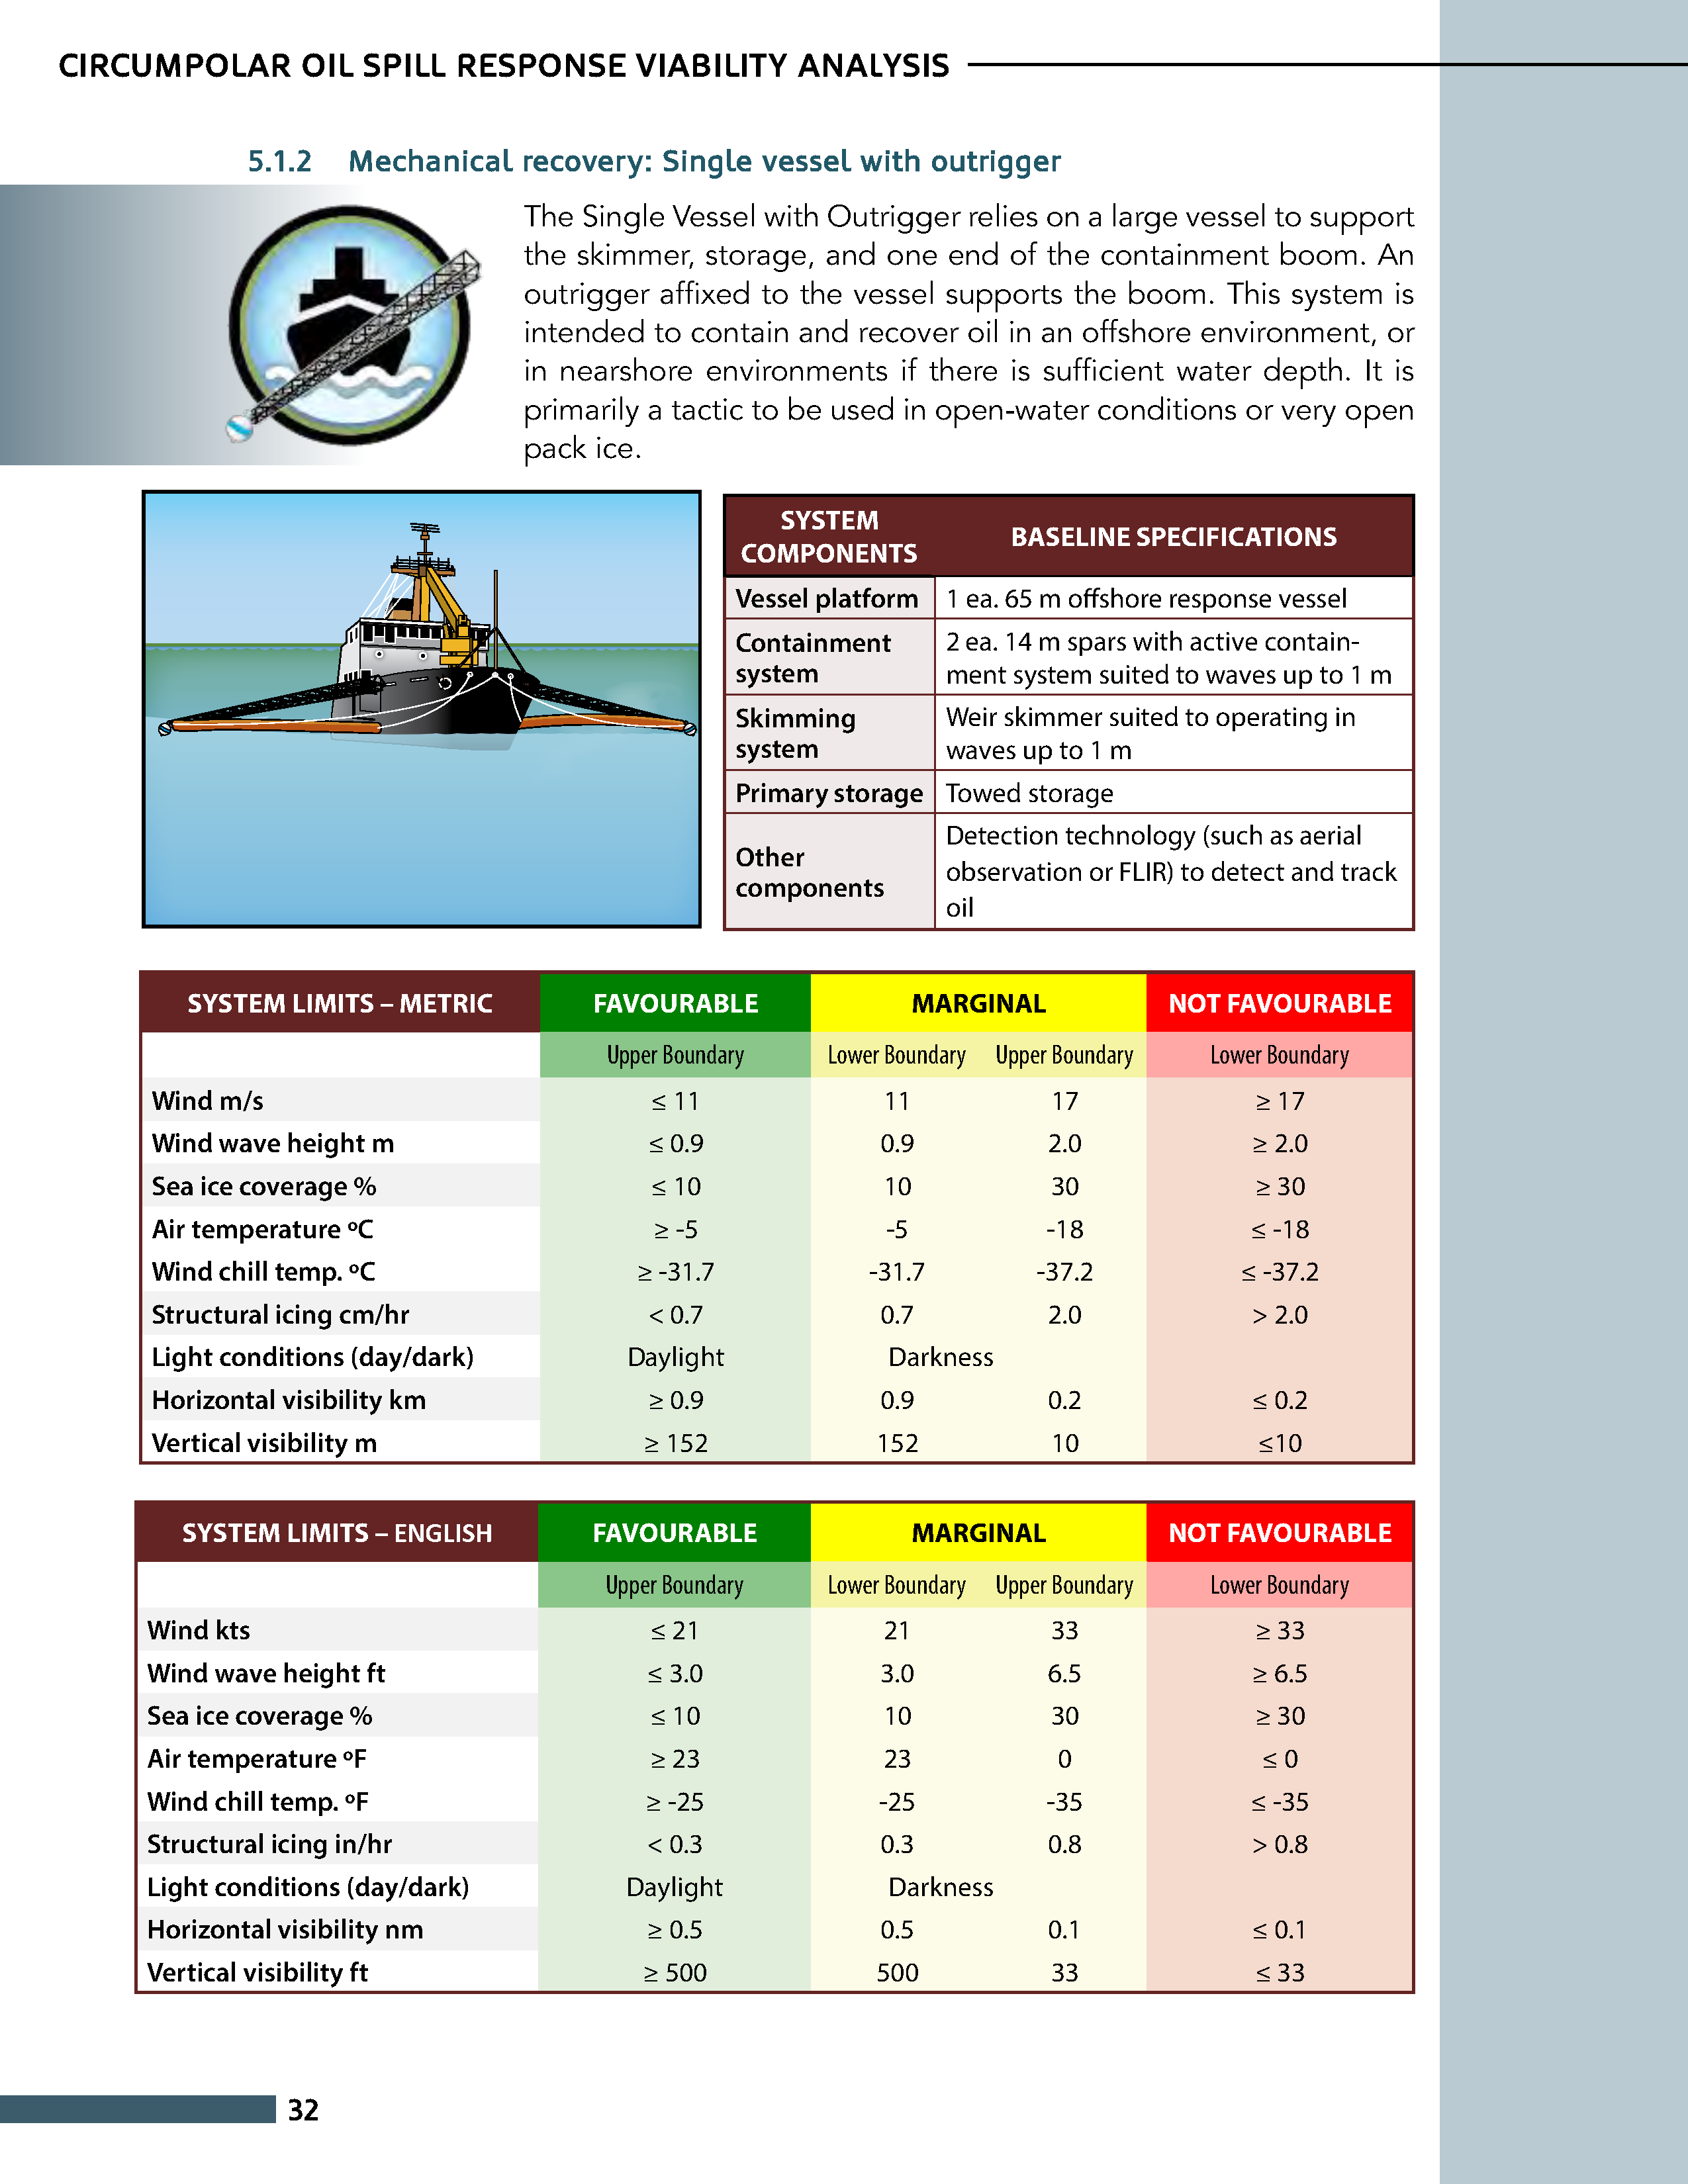 CIRCUMPOLAR OIL SPILL RESPONSE VIABILITY ANALYSIS
5.1.2 Mechanical recovery: Single vessel with outrigger
The Single Vessel with Outrigger relies on a large vessel to support
the skimmer, storage, and one end of the containment boom. An
outrigger affixed to the vessel supports the boom. This system is
intended to contain and recover oil in an offshore environment, or
in nearshore environments if there is sufficient water depth. It is
primarily a tactic to be used in open-water conditions or very open
pack ice.
SYSTEM
COMPONENTS
BASELINE SPECIFICATIONS
Vessel platform 1 ea. 65 m offshore response vessel
Containment
system
2 ea. 14 m spars with active contain-
ment system suited to waves up to 1 m
Skimming
system
Weir skimmer suited to operating in
waves up to 1 m
Primary storage Towed storage
Other
components
Detection technology (such as aerial
observation or FLIR) to detect and track
oil
SYSTEM LIMITS – METRIC FAVOURABLE MARGINAL NOT FAVOURABLE
Upper Boundary Lower Boundary Upper Boundary Lower Boundary
Wind m/s ≤ 11 11 17 ≥ 17
Wind wave height m ≤ 0.9 0.9 2.0 ≥ 2.0
Sea ice coverage % ≤ 10 10 30 ≥ 30
Air temperature ºC ≥ -5 -5 -18 ≤ -18
Wind chill temp. ºC ≥ -31.7 -31.7 -37.2 ≤ -37.2
Structural icing cm/hr < 0.7 0.7 2.0 > 2.0
Light conditions (day/dark) Daylight Darkness
Horizontal visibility km ≥ 0.9 0.9 0.2 ≤ 0.2
Vertical visibility m ≥ 152 152 10 ≤10
SYSTEM LIMITS – ENGLISH FAVOURABLE MARGINAL NOT FAVOURABLE
Upper Boundary Lower Boundary Upper Boundary Lower Boundary
Wind kts ≤ 21 21 33 ≥ 33
Wind wave height ft ≤ 3.0 3.0 6.5 ≥ 6.5
Sea ice coverage % ≤ 10 10 30 ≥ 30
Air temperature ºF ≥ 23 23 0 ≤ 0
Wind chill temp. ºF ≥ -25 -25 -35 ≤ -35
Structural icing in/hr < 0.3 0.3 0.8 > 0.8
Light conditions (day/dark) Daylight Darkness
Horizontal visibility nm ≥ 0.5 0.5 0.1 ≤ 0.1
Vertical visibility ft ≥ 500 500 33 ≤ 33
32